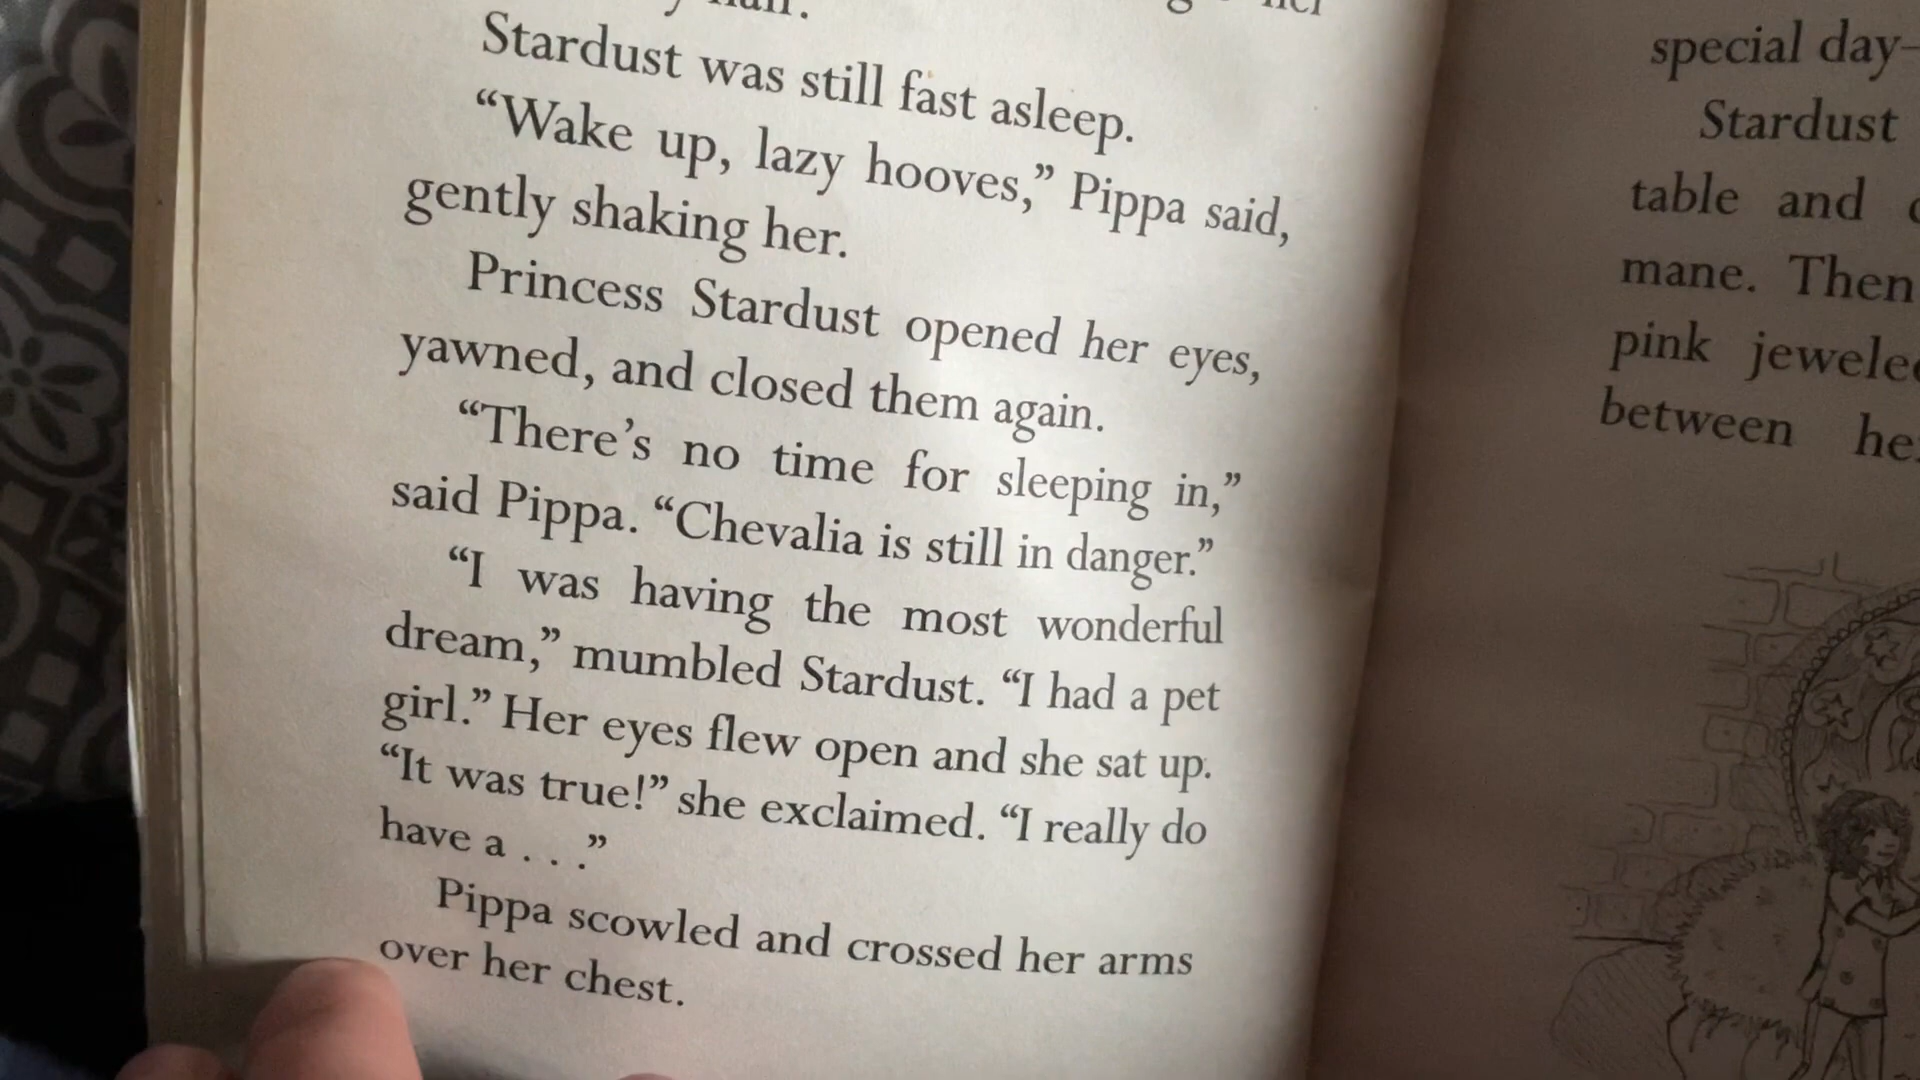 Stardust was still fast asleep.
“Wake up, lazy hooves,” Pippa said,
gently shaking her.
Princess Stardust opened her eyes,
yawned, and closed them again.
“There’s no time for sleeping in,”
said Pippa. “Chevalia is still in danger.”
“I was having the most wonderful
dream,” mumbled Stardust. “I had a pet
girl.” Her eyes flew open and she sat up.
“It was true!” she exclaimed. “I really do
have a . . .”
Pippa scowled and crossed her arms
over her chest.
special day–
Stardust
table and
mane. Then
pink
between